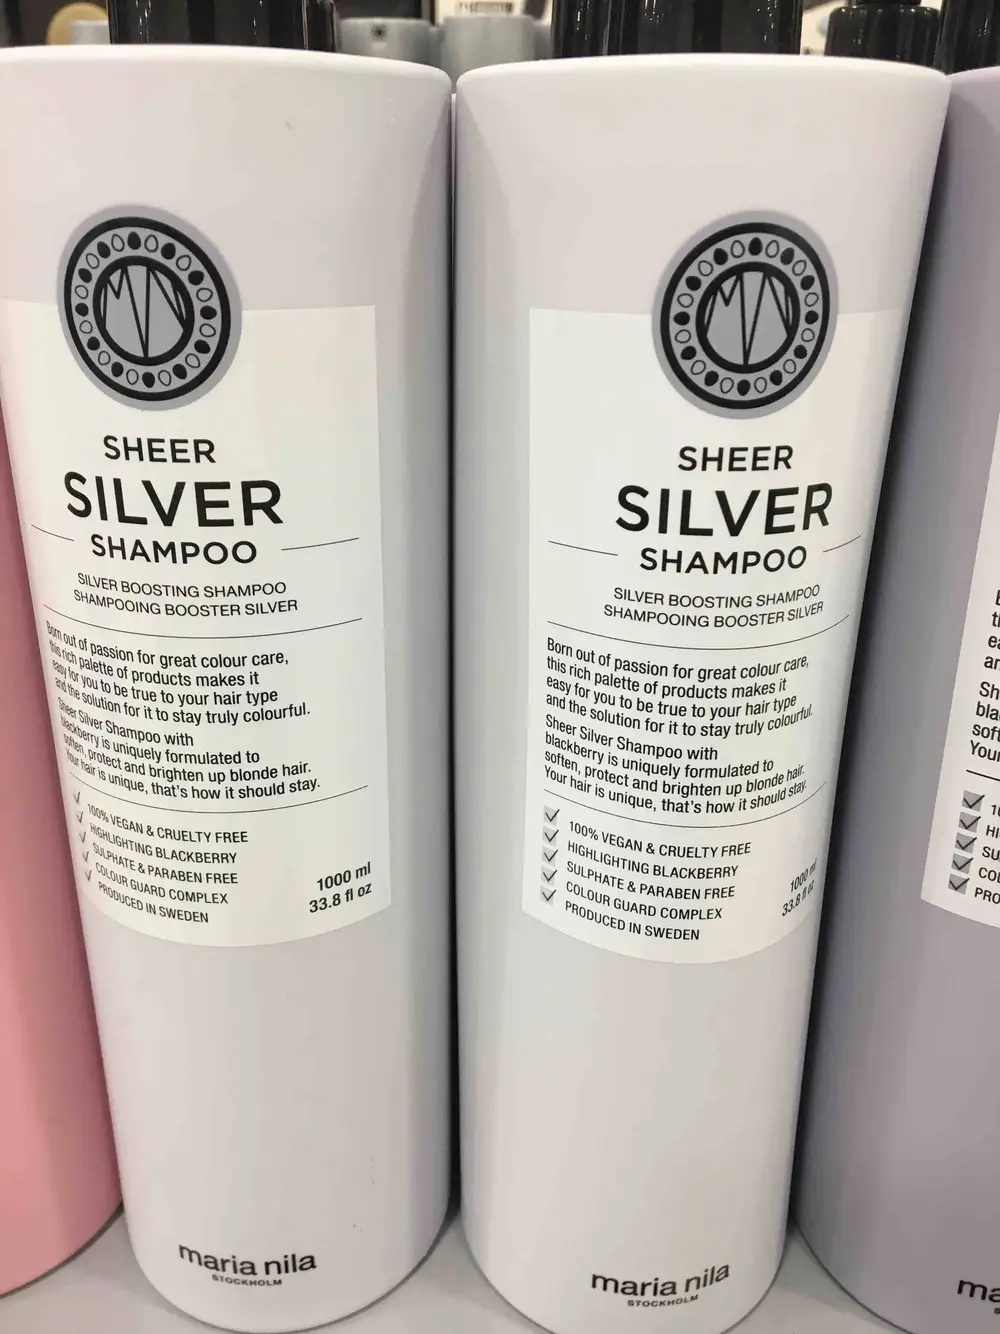 SHEER
SILVER
SHAMPOO
SILVER BOOSTING SHAMPOO
SHAMPOOING BOOSTER SILVER
Born out of passion for great colour care,
this rich palette of products makes it
easy for you to be true to your hair type
and the solution for it to stay truly colourful.
Sheer Silver Shampoo with
blackberry is uniquely formulated to
soften, protect and brighten up blonde hair.
Your hair is unique, that's how it should stay.
100% VEGAN & CRUELTY FREE
HIGHLIGHTING BLACKBERRY
SULPHATE & PARABEN FREE
COLOUR GUARD COMPLEX
PRODUCED IN SWEDEN
1000 ml
33.8 fl oz
maria nila
STOCKHOLM
SHEER
SILVER
SHAMPOO
SILVER BOOSTING SHAMPOO
SHAMPOOING BOOSTER SILVER
Born out of passion for great colour care,
this rich palette of products makes it
easy for you to be true to your hair type
and the solution for it to stay truly colourful.
Sheer Silver Shampoo with
blackberry is uniquely formulated to
soften, protect and brighten up blonde hair.
Your hair is unique, that's how it should stay.
100% VEGAN & CRUELTY FREE
HIGHLIGHTING BLACKBERRY
SULPHATE & PARABEN FREE
COLOUR GUARD COMPLEX
PRODUCED IN SWEDEN
1000 ml
33.8 fl oz
maria nila
STOCKHOLM